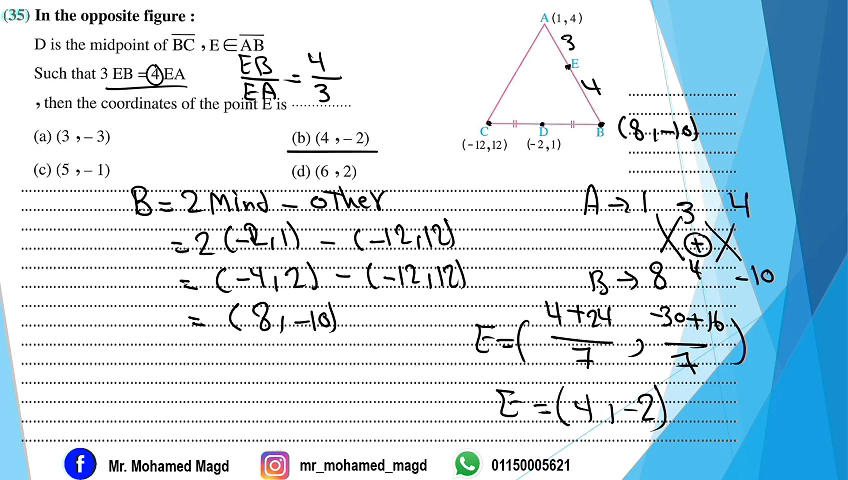 (35) In the opposite figure :
D is the midpoint of BC , E ∈ AB
Such that 3 EB = 4 EA
EB/EA = 4/3
, then the coordinates of the point E is ...............
(a) (3 , – 3)
(b) (4 , – 2)
(c) (5 , – 1)
(d) (6 , 2)
A (1, 4)
3
E
4
C
D
B
(8, -10)
(-12,12)
(-2,1)
B = 2 Mind - other
= 2 (-2, 1) - (-12, 12)
= (-4, 2) - (-12, 12)
= (8, -10)
A → 1 3 4
+
B → 8 4 -10
E = ( 4+24/7 , -30+16/7 )
E = (4, -2)
Mr. Mohamed Magd
mr_mohamed_magd
01150005621